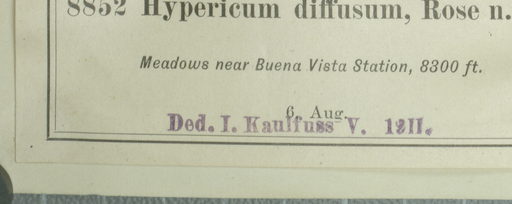 8852 Hypericum diffusum, Rose n.
Meadows near Buena Vista Station, 8300 ft.
6. Aug.
Ded. I. Kaulfuss V. 1911.